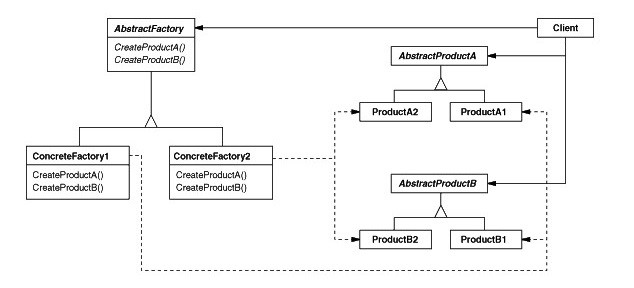 AbstractFactory
CreateProductA()
CreateProductB()
Client
AbstractProductA
ProductA2
ProductA1
ConcreteFactory1
CreateProductA()
CreateProductB()
ConcreteFactory2
CreateProductA()
CreateProductB()
AbstractProductB
ProductB2
ProductB1